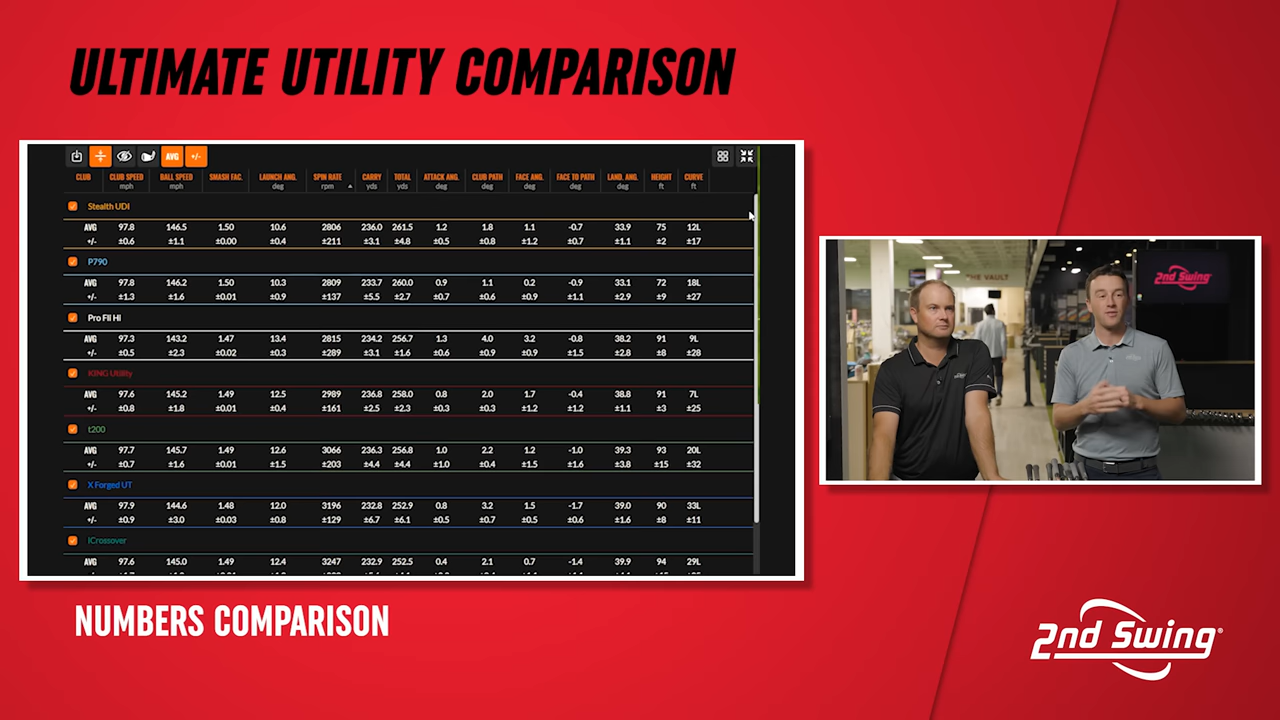 ULTIMATE UTILITY COMPARISON
AVG +/-
CLUB CLUB SPEED BALL SPEED SMASH FAC. LAUNCH ANG. SPIN RATE CARRY TOTAL ATTACK ANG. CLUB PATH FACE ANG. FACE TO PATH LAND. ANG. HEIGHT CURVE
mph mph deg rpm yds yds deg deg deg deg deg ft ft
Stealth UDI
AVG 97.8 146.5 1.50 10.6 2806 236.0 261.5 1.2 1.8 1.1 -0.7 33.9 75 12L
+/- ±0.6 ±1.1 ±0.00 ±0.4 ±211 ±3.1 ±4.8 ±0.5 ±0.8 ±1.2 ±0.7 ±1.1 ±2 ±17
P790
AVG 97.8 146.2 1.50 10.3 2809 233.7 260.0 0.9 1.1 0.2 -0.9 33.1 72 18L
+/- ±1.3 ±1.6 ±0.01 ±0.9 ±137 ±5.5 ±2.7 ±0.7 ±0.6 ±0.9 ±1.1 ±2.9 ±9 ±27
Pro Fli Hi
AVG 97.3 143.2 1.47 13.4 2815 234.2 256.7 1.3 4.0 3.2 -0.8 38.2 91 9L
+/- ±0.5 ±2.3 ±0.02 ±0.3 ±289 ±3.1 ±1.6 ±0.6 ±0.9 ±0.9 ±1.5 ±2.8 ±8 ±28
KING Utility
AVG 97.6 145.2 1.49 12.5 2989 236.8 258.0 0.8 2.0 1.7 -0.4 38.8 91 7L
+/- ±0.8 ±1.8 ±0.01 ±0.4 ±161 ±2.2 ±2.3 ±0.3 ±0.3 ±1.2 ±1.2 ±1.1 ±3 ±25
t200
AVG 97.7 145.7 1.49 12.6 3066 236.3 256.8 1.0 2.2 1.2 -1.0 39.3 93 20L
+/- ±0.7 ±1.6 ±0.01 ±1.5 ±203 ±4.4 ±4.4 ±1.0 ±0.4 ±1.5 ±1.6 ±3.8 ±15 ±32
X Forged UT
AVG 97.9 144.6 1.48 12.0 3196 232.8 252.9 0.8 3.2 1.5 -1.7 39.0 90 33L
+/- ±0.9 ±3.0 ±0.03 ±0.8 ±129 ±6.7 ±6.1 ±0.5 ±0.7 ±0.5 ±0.6 ±1.6 ±8 ±11
iCrossover
AVG 97.6 145.0 1.49 12.4 3247 232.9 252.5 0.4 2.1 0.7 -1.4 39.9 94 29L
THE VAULT
2nd Swing
NUMBERS COMPARISON
2nd Swing®